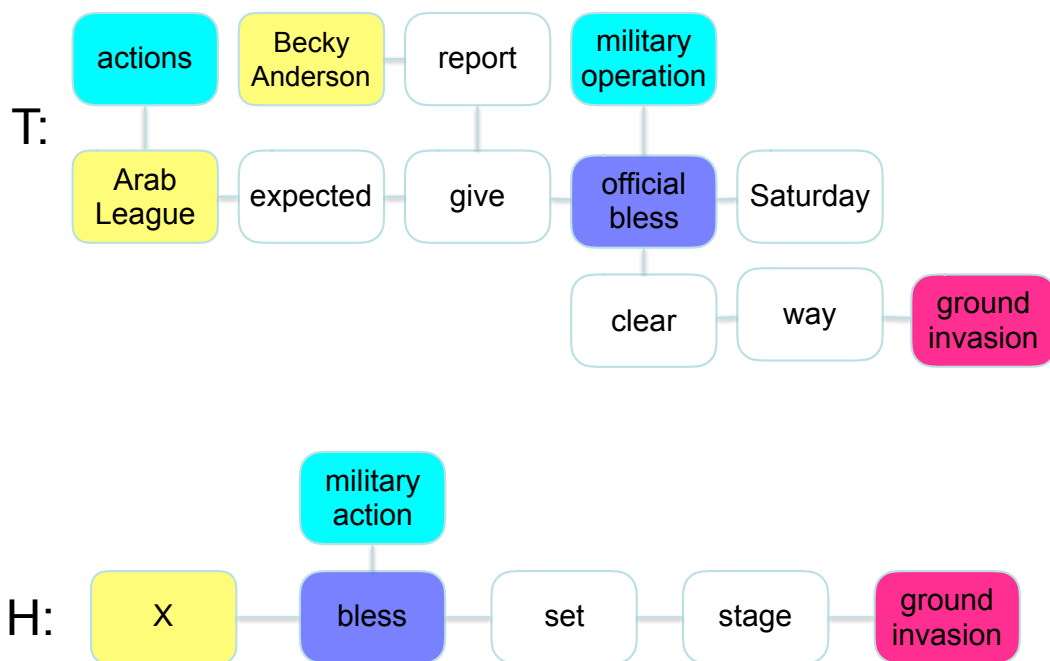 actions
Becky
Anderson
report
military
operation
T:
Arab
League
expected
give
official
bless
Saturday
clear
way
ground
invasion
military
action
H:
X
bless
set
stage
ground
invasion